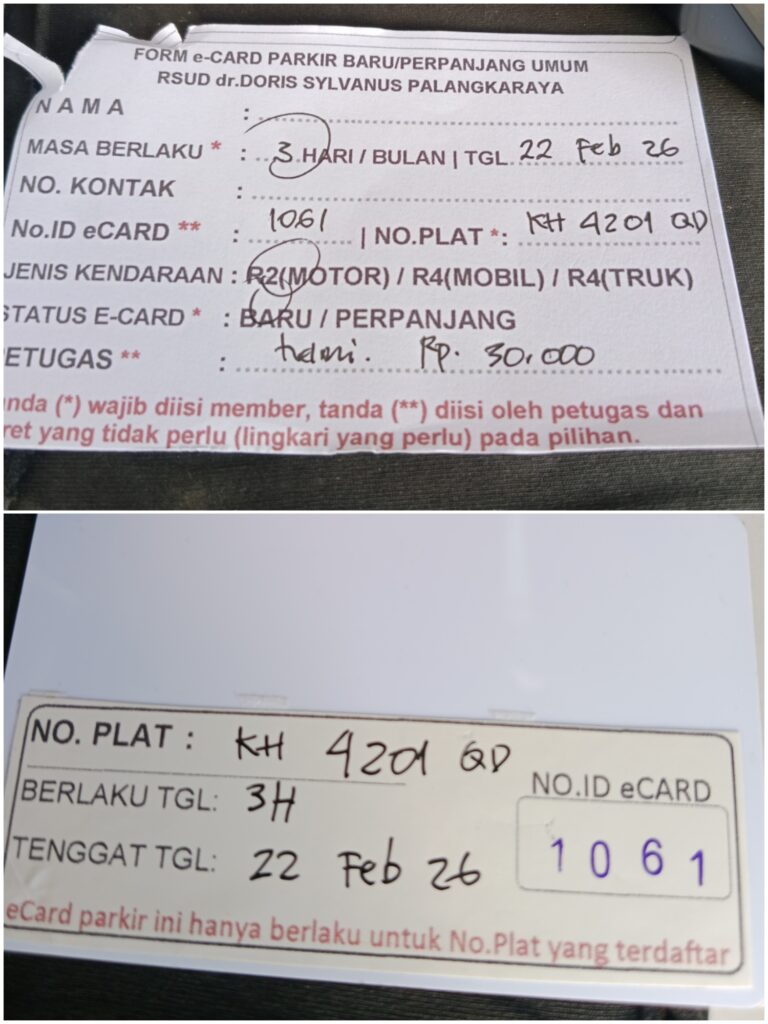 FORM e-CARD PARKIR BARU/PERPANJANG UMUM
RSUD dr.DORIS SYLVANUS PALANGKARAYA
N A M A :
MASA BERLAKU * : 3 HARI / BULAN | TGL. 22 Feb 26
NO. KONTAK :
No.ID eCARD ** : 1061 | NO.PLAT *: KH 4201 QD
JENIS KENDARAAN : R2(MOTOR) / R4(MOBIL) / R4(TRUK)
STATUS E-CARD * : BARU / PERPANJANG
ETUGAS ** : Rp. 30.000
nda (*) wajib diisi member, tanda (**) diisi oleh petugas dan
ret yang tidak perlu (lingkari yang perlu) pada pilihan.
NO. PLAT : KH 4201 QD
BERLAKU TGL: 3H
NO.ID eCARD
TENGGAT TGL: 22 Feb 26
1061
eCard parkir ini hanya berlaku untuk No.Plat yang terdaftar